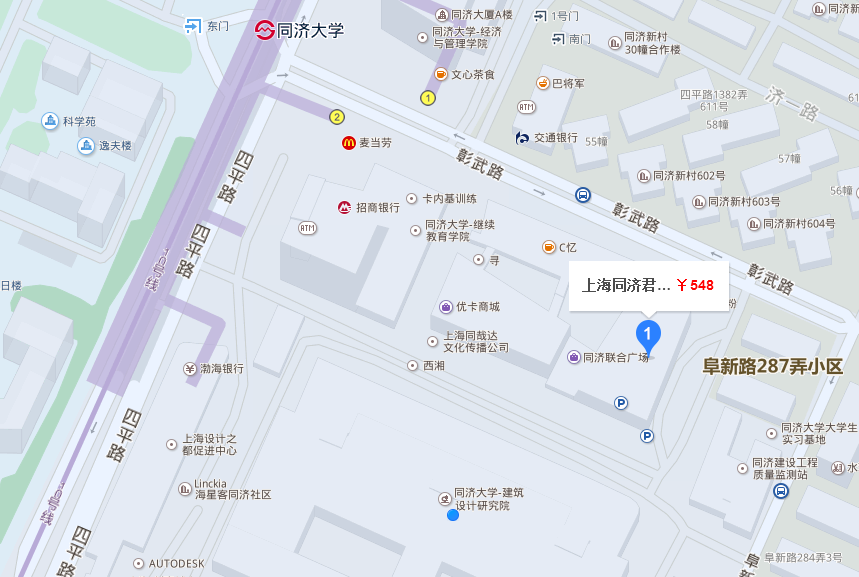 同济大厦A楼
1号门
同济新
东门
同济大学
同济大学-经济
与管理学院
南门
同济新村
30幢合作楼
文心茶食
巴将军
四平路1382弄
611号
济一路
ATM
1
2
科学苑
逸夫楼
麦当劳
彰武路
交通银行
55幢
58幢
57幢
56幢
四平路
同济新村602号
同济新村603号
同济新村604号
卡内基训练
招商银行
ATM
同济大学-继续
教育学院
彰武路
四平路
C忆
寻
一号口线
日楼
彰武路
上海同济君... ￥548
粉
优卡商城
1
上海同哉达
文化传播公司
同济联合广场
西湘
渤海银行
阜新路287弄小区
P
P
四平路
上海设计之
都促进中心
同济大学大学生
实习基地
同济建设工程
质量监测站
水
Linckia
海星客同济社区
同济大学-建筑
设计研究院
四平路
阜新
阜新路284弄3号
AUTODESK